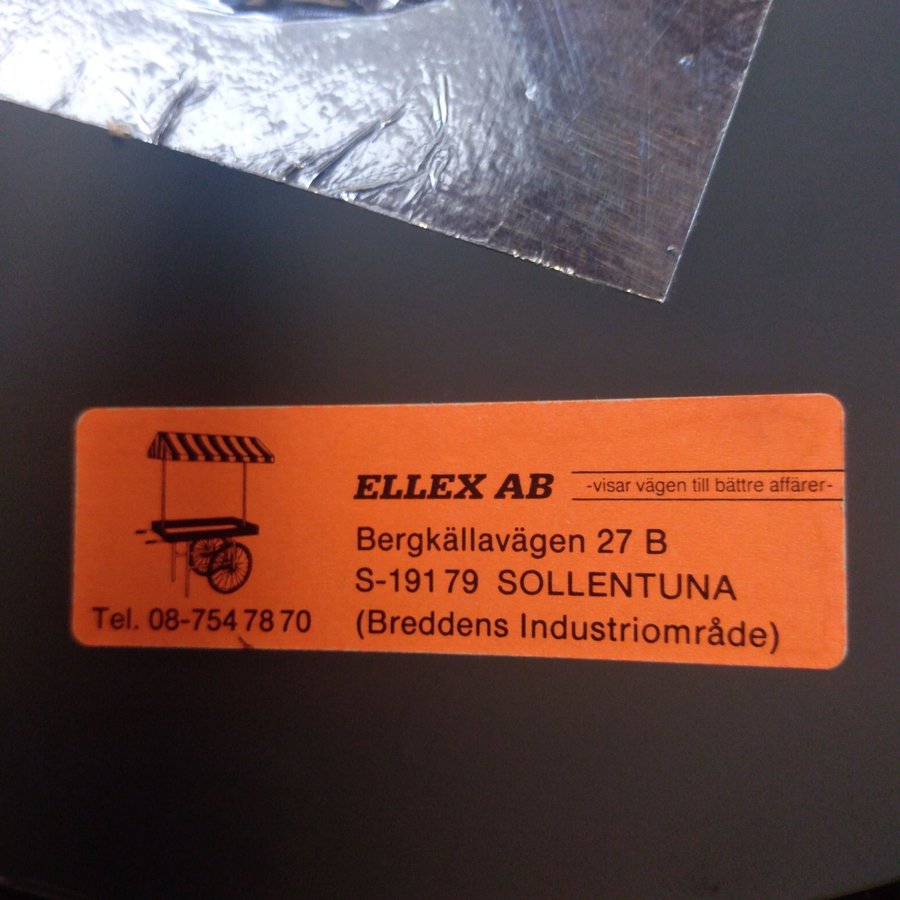 ELLEX AB -visar vägen till bättre affärer-
Bergkällavägen 27 B
S-191 79 SOLLENTUNA
(Breddens Industriområde)
Tel. 08-754 78 70